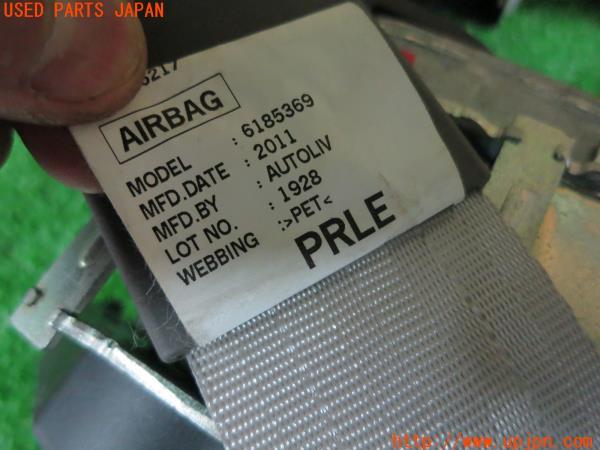 USED PARTS JAPAN
AIRBAG
MODEL : 6185369
MFD.DATE : 2011
MFD.BY : AUTOLIV
LOT NO. : 1928
WEBBING :>PET<
PRLE
http://www.upjpn.com